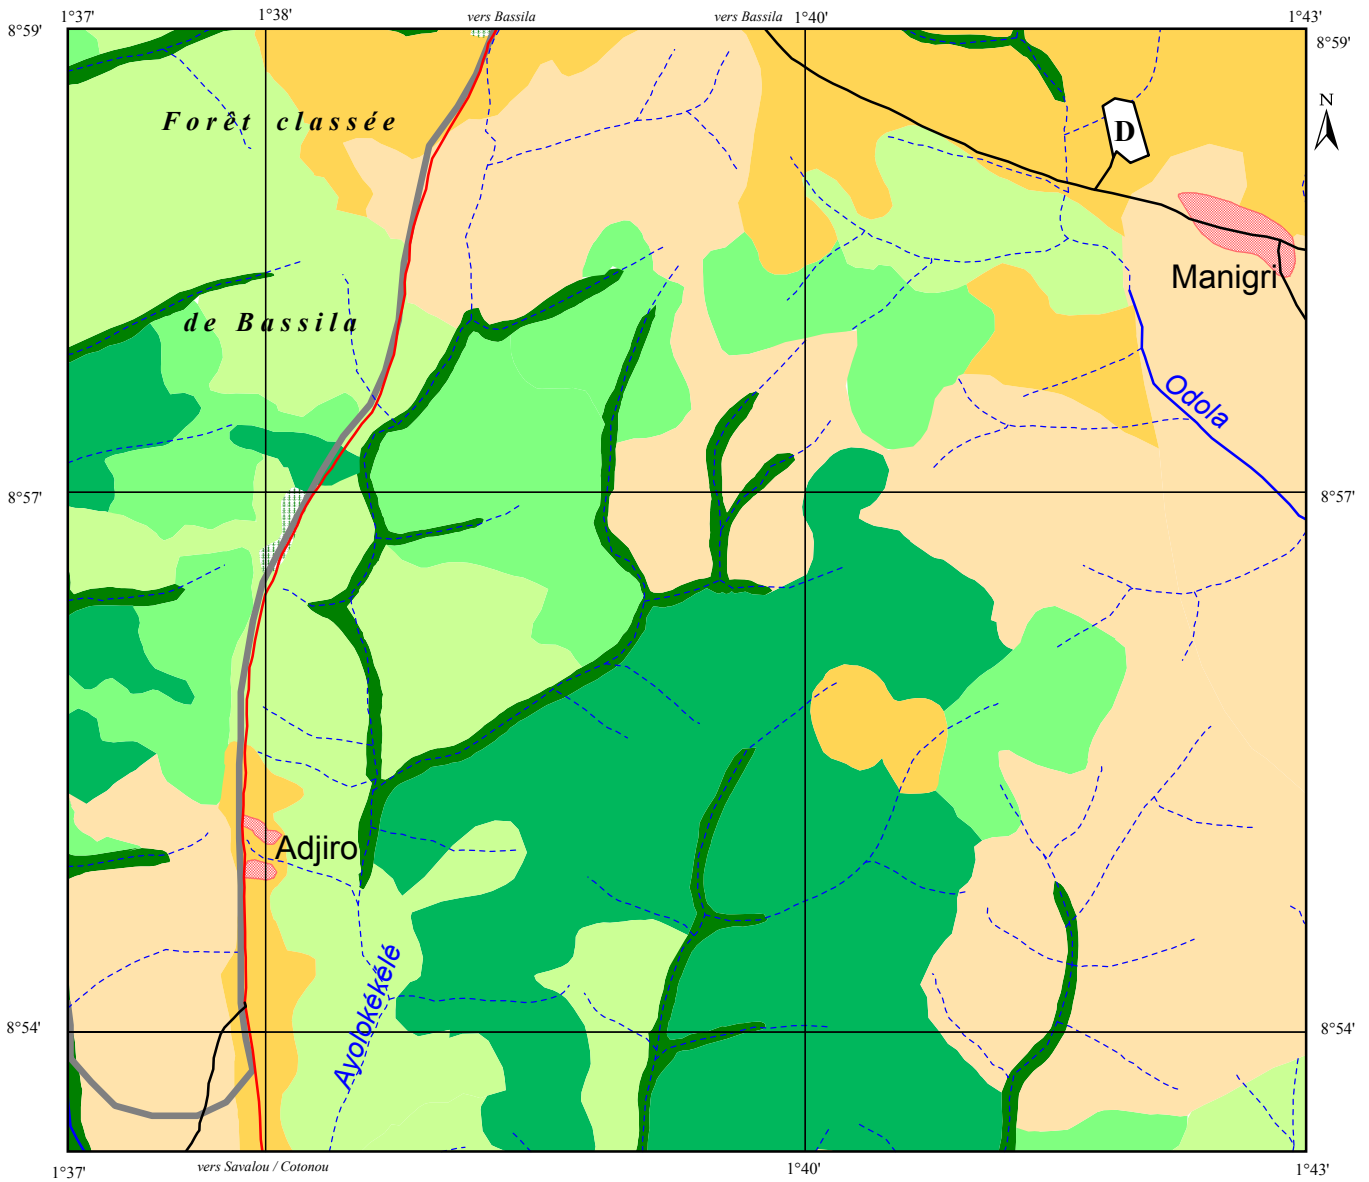 1°37' 1°38' vers Bassila vers Bassila 1°40' 1°43'
8°59' 8°59'
N
Forêt classée
D
Manigri
de Bassila
Odola
8°57' 8°57'
Adjiro
Ayolokélé
8°54' 8°54'
vers Savalou / Cotonou
1°37' 1°40' 1°43'